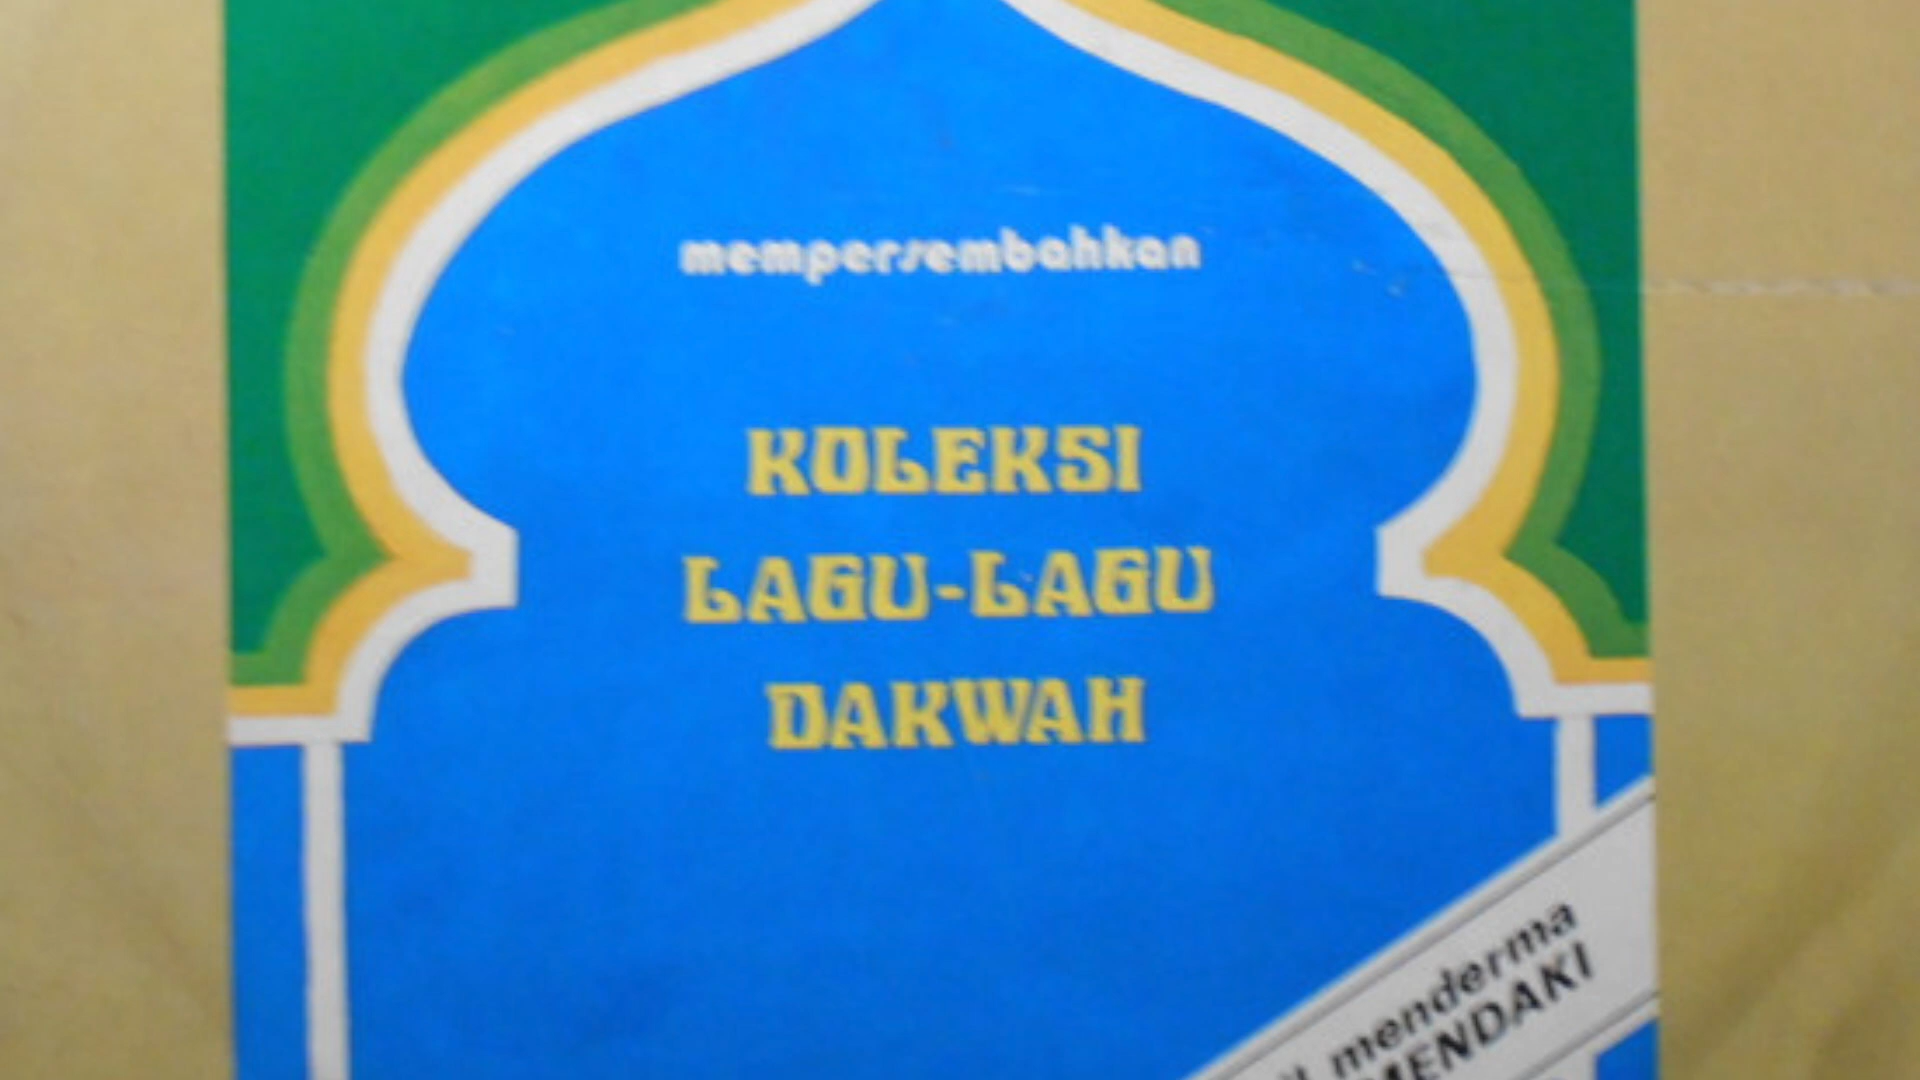 mempersembahkan
KOLEKSI
LAGU-LAGU
DAKWAH
menderma
MENDAKI